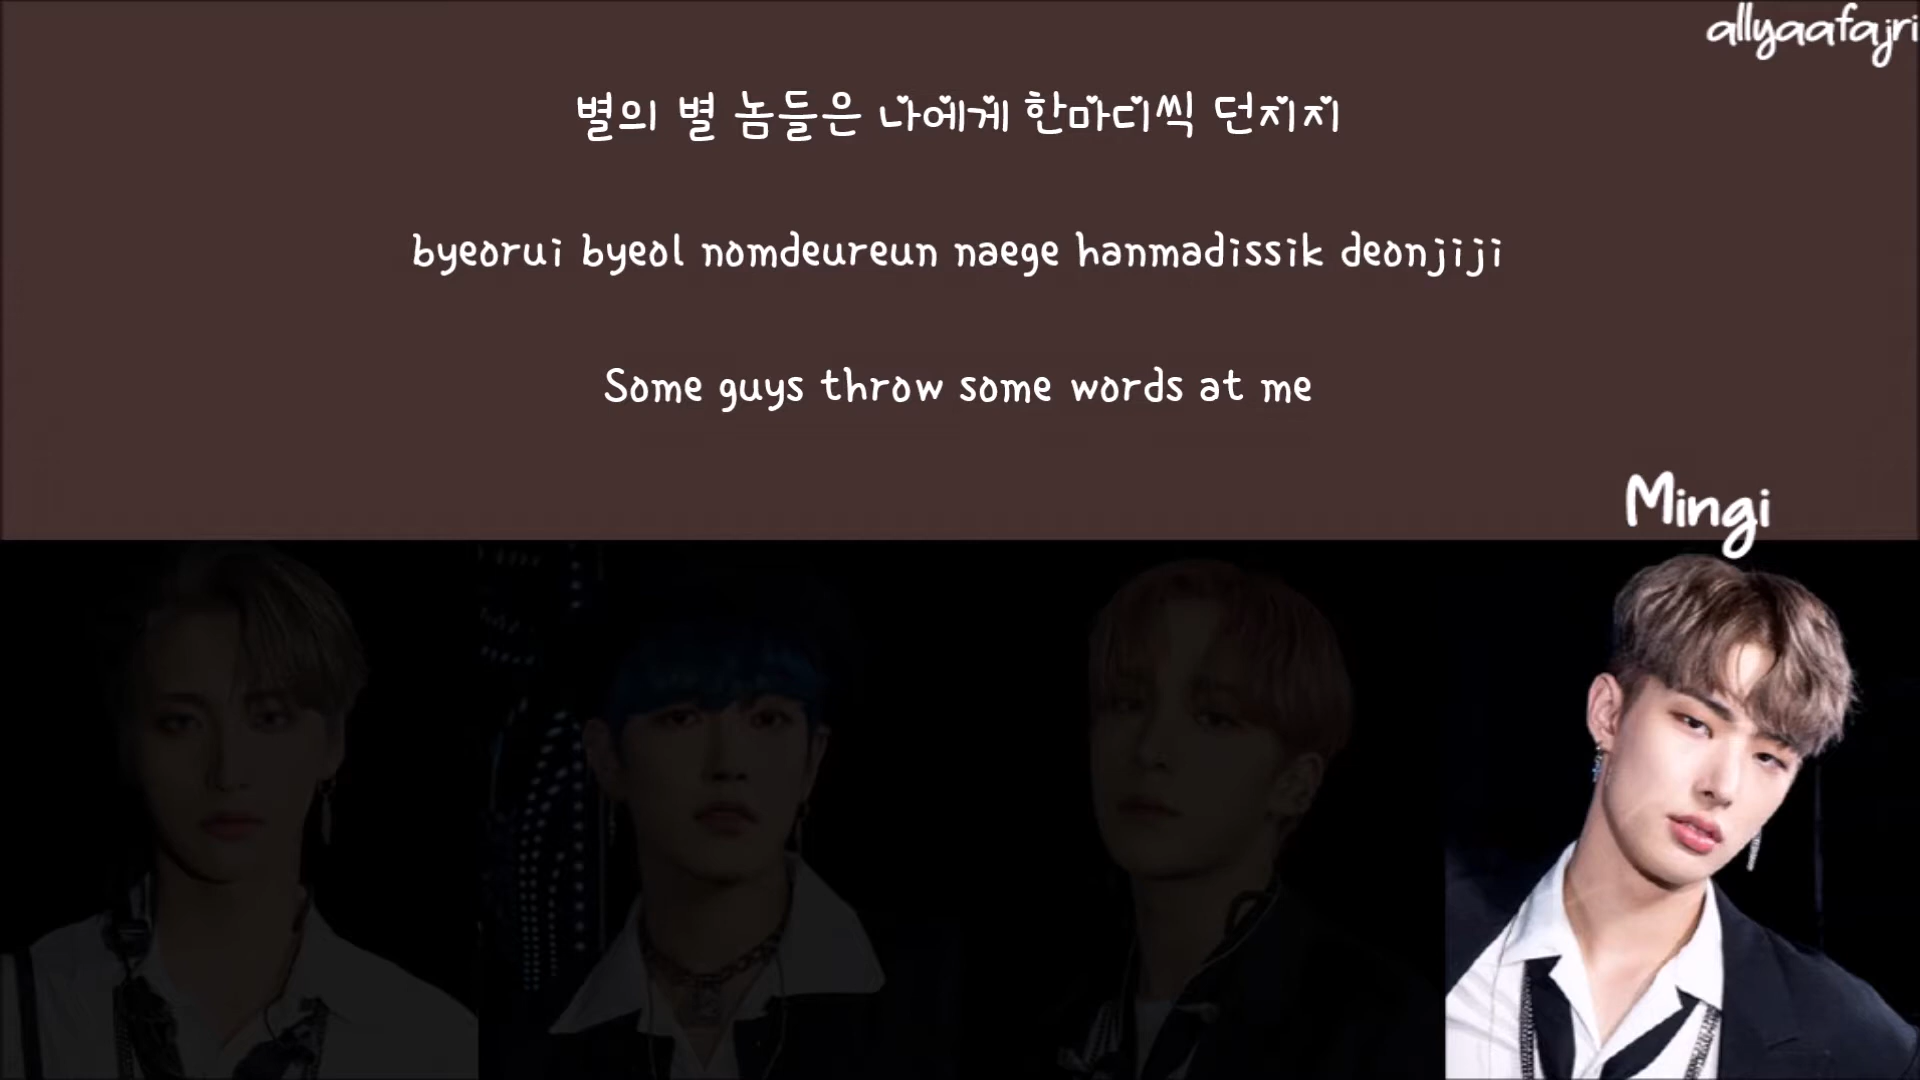 allyaafajri
별의 별 놈들은 나에게 한마디씩 던지지
byeorui byeol nomdeureun naege hanmadissik deonjiji
Some guys throw some words at me
Mingi